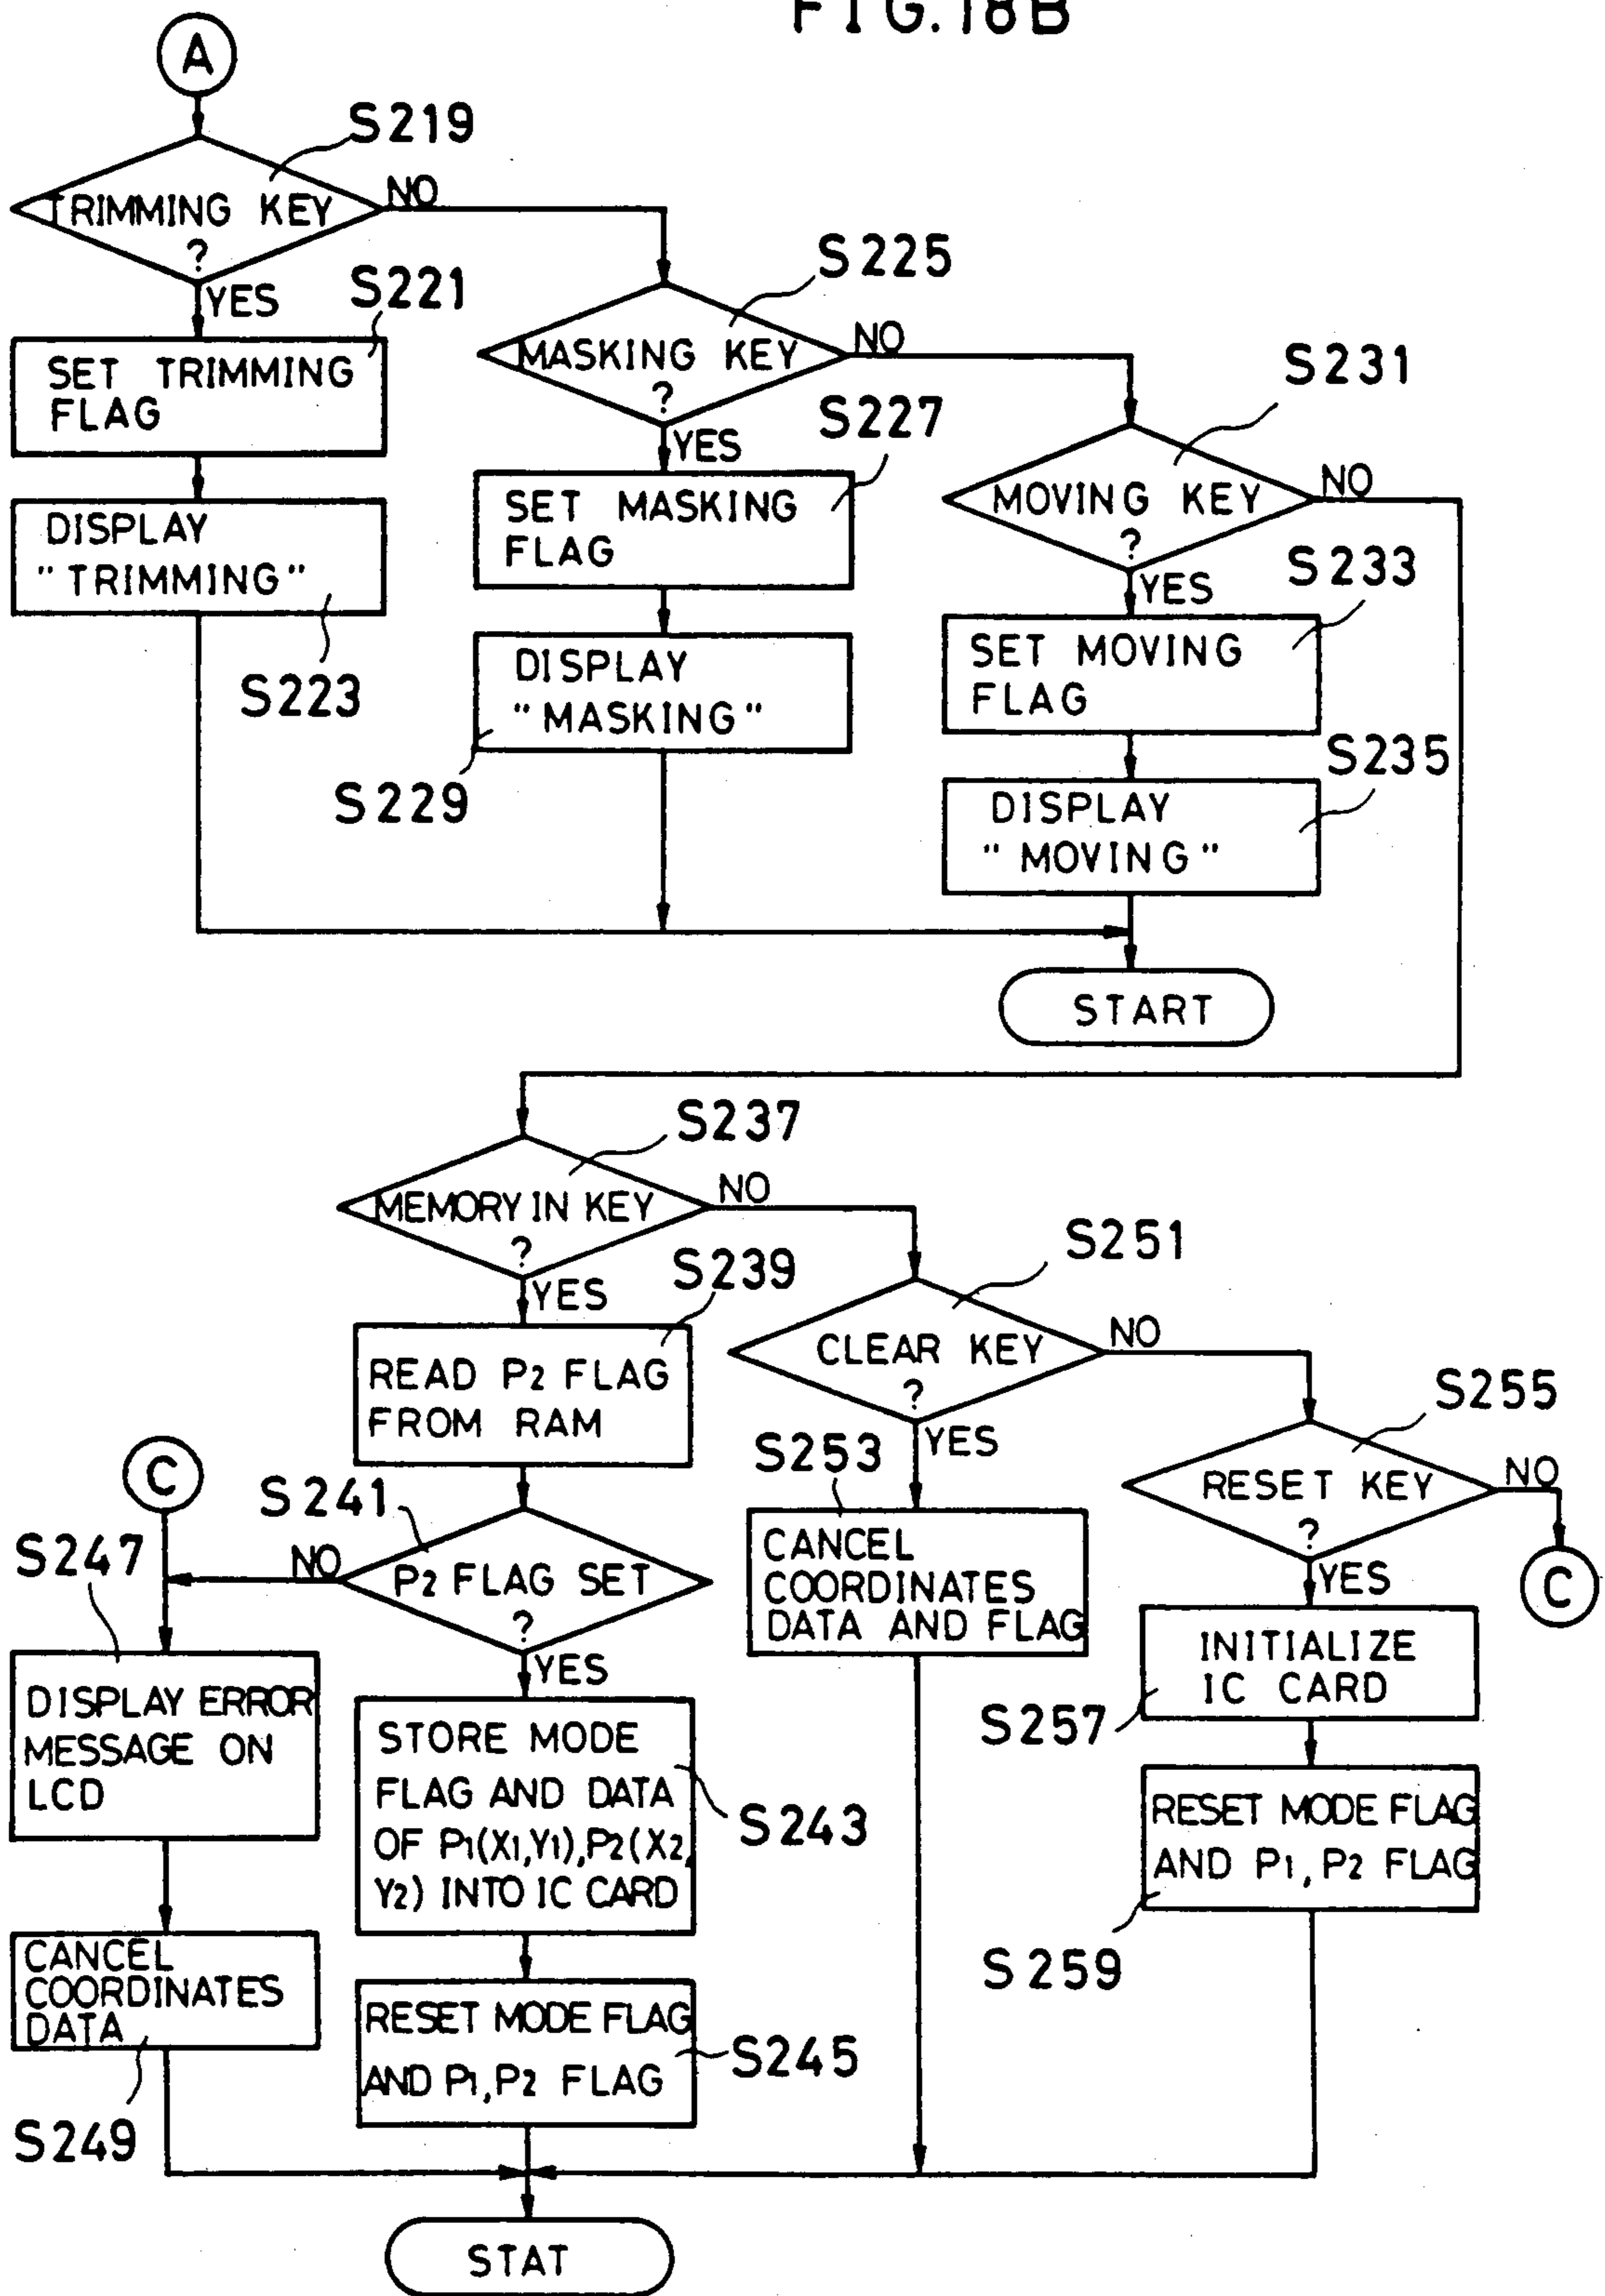 FIG. 18B
A
S219
TRIMMING KEY
?
NO
YES
S221
SET TRIMMING
FLAG
DISPLAY
"TRIMMING"
S223
S225
MASKING KEY
?
NO
YES
S227
SET MASKING
FLAG
DISPLAY
"MASKING"
S229
S231
MOVING KEY
?
NO
YES
S233
SET MOVING
FLAG
S235
DISPLAY
"MOVING"
START
S237
MEMORY IN KEY
?
NO
YES
S239
READ P2 FLAG
FROM RAM
S241
P2 FLAG SET
?
NO
YES
C
S247
DISPLAY ERROR
MESSAGE ON
LCD
CANCEL
COORDINATES
DATA
S249
STORE MODE
FLAG AND DATA
OF P1(X1,Y1),P2(X2,
Y2) INTO IC CARD
S243
RESET MODE FLAG
AND P1,P2 FLAG
S245
S251
CLEAR KEY
?
NO
YES
S253
CANCEL
COORDINATES
DATA AND FLAG
S255
RESET KEY
?
NO
YES
C
INITIALIZE
IC CARD
S257
RESET MODE FLAG
AND P1, P2 FLAG
S259
STAT